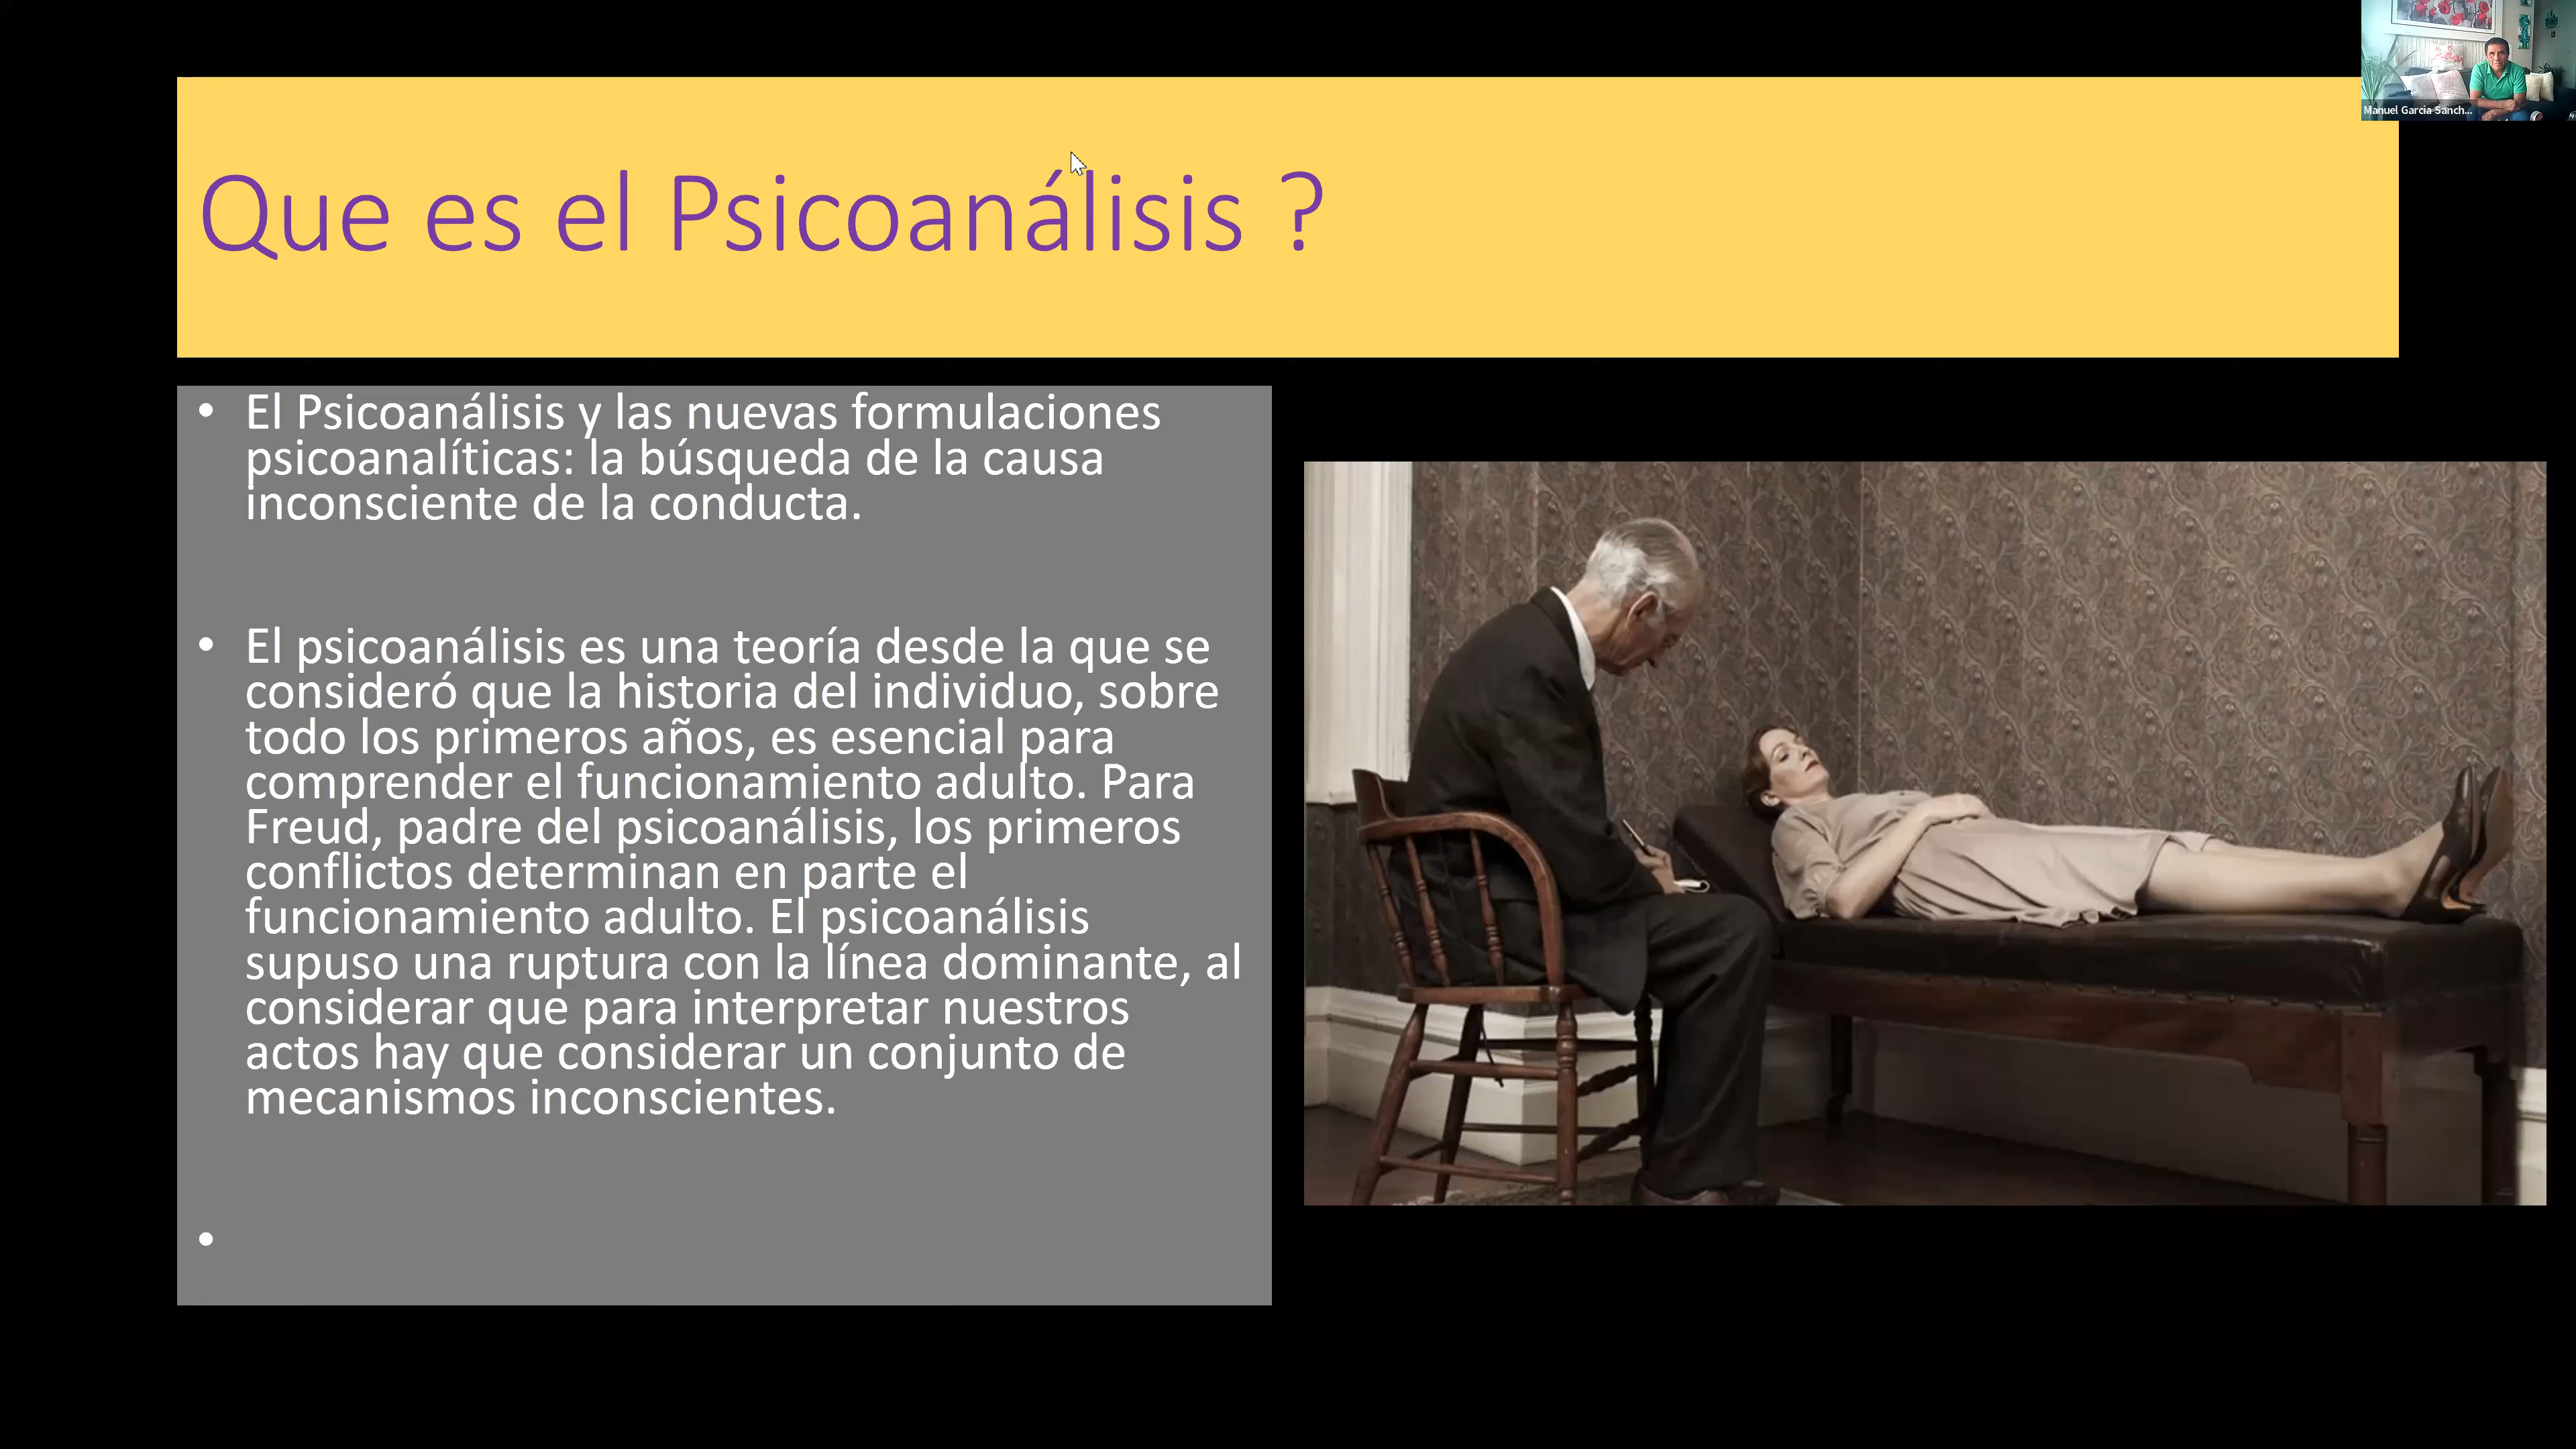 Manuel Garcia Sanch...
Que es el Psicoanálisis ?
• El Psicoanálisis y las nuevas formulaciones
psicoanalíticas: la búsqueda de la causa
inconsciente de la conducta.
• El psicoanálisis es una teoría desde la que se
consideró que la historia del individuo, sobre
todo los primeros años, es esencial para
comprender el funcionamiento adulto. Para
Freud, padre del psicoanálisis, los primeros
conflictos determinan en parte el
funcionamiento adulto. El psicoanálisis
supuso una ruptura con la línea dominante, al
considerar que para interpretar nuestros
actos hay que considerar un conjunto de
mecanismos inconscientes.
•